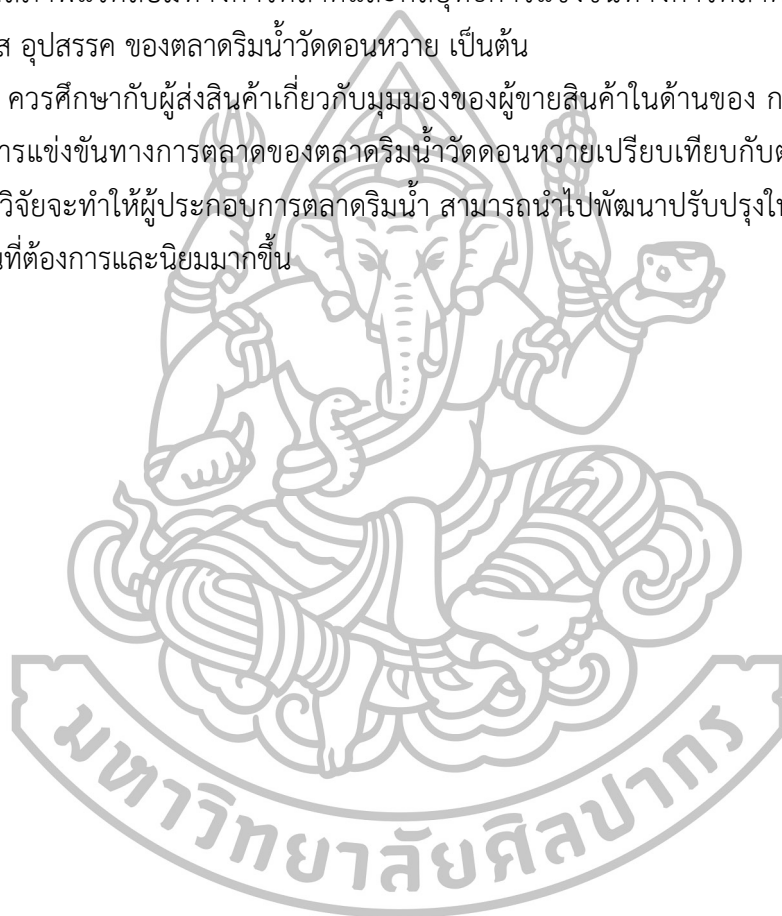 ส อุปสรรค ของตลาดริมน้ำวัดดอนหวาย เป็นต้น
ควรศึกษากับผู้ส่งสินค้าเกี่ยวกับมุมมองของผู้ขายสินค้าในด้านของ ก
ารแข่งขันทางการตลาดของตลาดริมน้ำวัดดอนหวายเปรียบเทียบกับต
วิจัยจะทำให้ผู้ประกอบการตลาดริมน้ำ สามารถนำไปพัฒนาปรับปรุงให
นที่ต้องการและนิยมมากขึ้น
มหาวิทยาลัยศิลปากร